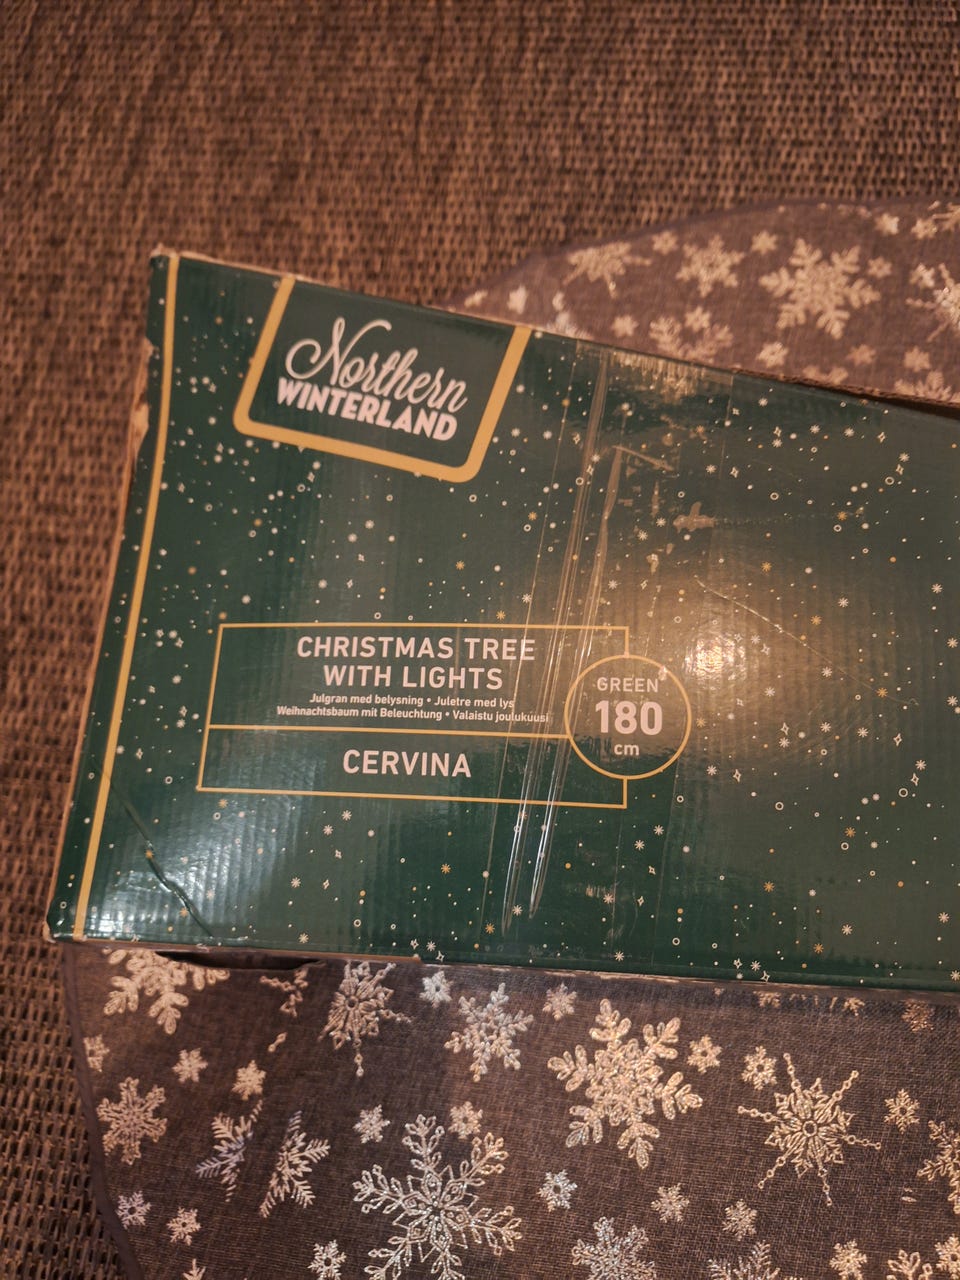 Northern
WINTERLAND
CHRISTMAS TREE
WITH LIGHTS
Julgran med belysning • Juletre med lys
Weihnachtsbaum mit Beleuchtung • Valaistu joulukuusi
CERVINA
GREEN
180
cm